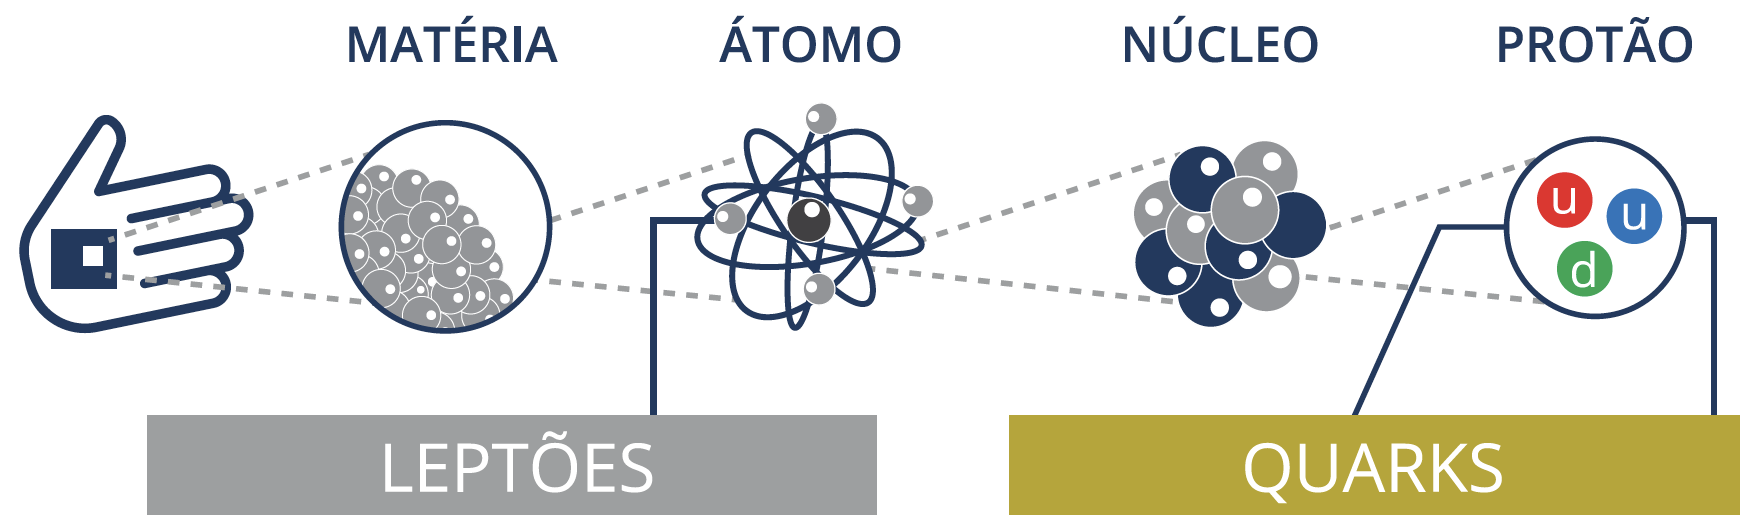 MATÉRIA
ÁTOMO
NÚCLEO
PROTÃO
u
u
d
LEPTÕES
QUARKS